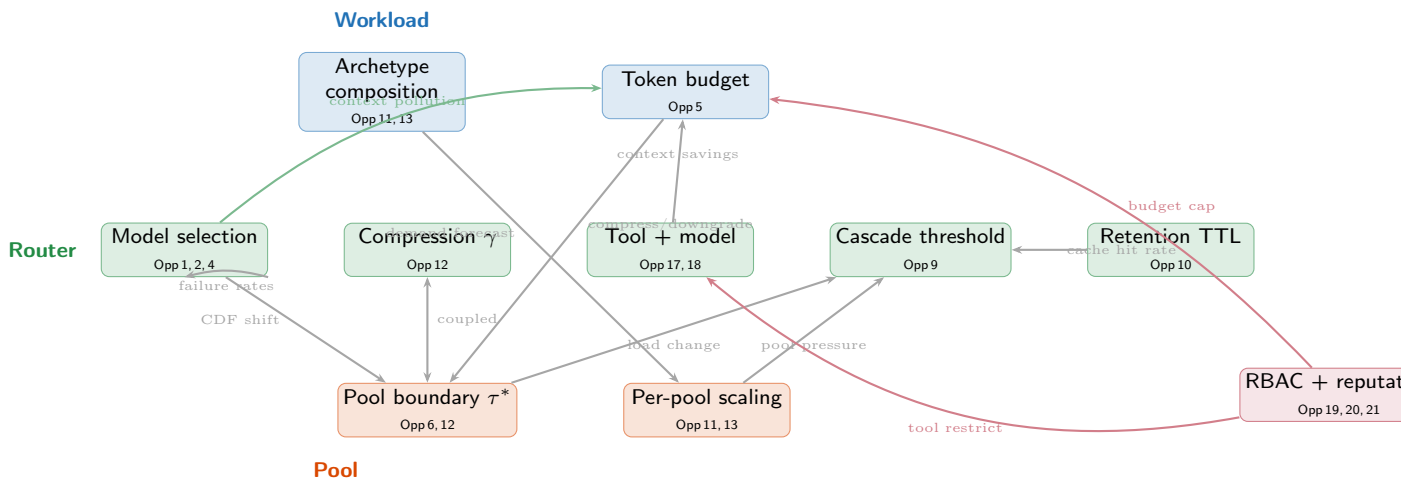 Workload
Archetype
composition
Opp 11, 13
Token budget
Opp 5
context pollution
context savings
budget cap
Router
Model selection
Opp 1, 2, 4
Compression γ
Opp 12
Tool + model
Opp 17, 18
Cascade threshold
Opp 9
Retention TTL
Opp 10
demand forecast
compress/downgrade
cache hit rate
failure rates
CDF shift
coupled
load change
pool pressure
Pool boundary τ*
Opp 6, 12
Per-pool scaling
Opp 11, 13
RBAC + reputat
Opp 19, 20, 21
tool restrict
Pool